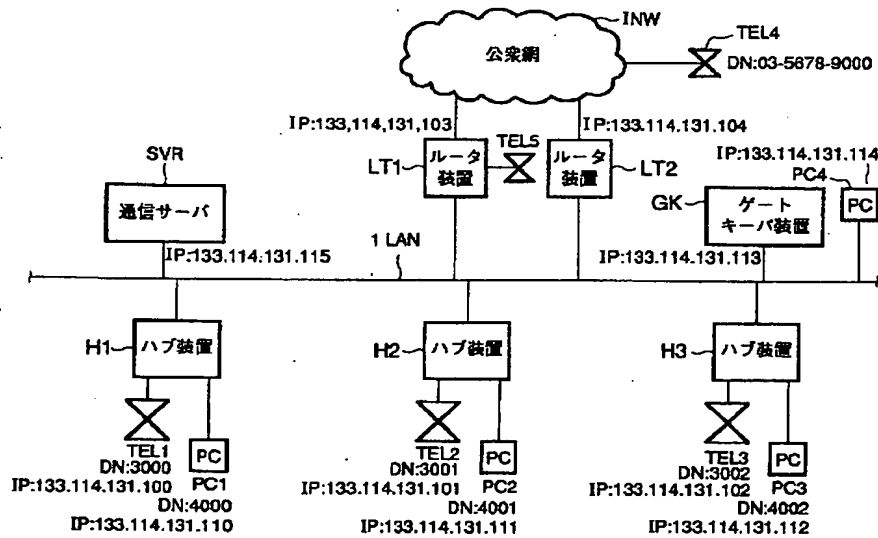 INW
TEL4
公衆網
DN:03-5678-9000
IP:133,114,131,103
IP:133.114.131.104
SVR
LT1
ルータ
装置
TEL5
ルータ
装置
LT2
IP:133.114.131.114
PC4
PC
通信サーバ
GK
ゲート
キーパ装置
IP:133.114.131.115
1 LAN
IP:133.114.131.113
H1
ハブ装置
H2
ハブ装置
H3
ハブ装置
TEL1
DN:3000
IP:133.114.131.100
PC
PC1
DN:4000
IP:133.114.131.110
TEL2
DN:3001
IP:133.114.131.101
PC
PC2
DN:4001
IP:133.114.131.111
TEL3
DN:3002
IP:133.114.131.102
PC
PC3
DN:4002
IP:133.114.131.112